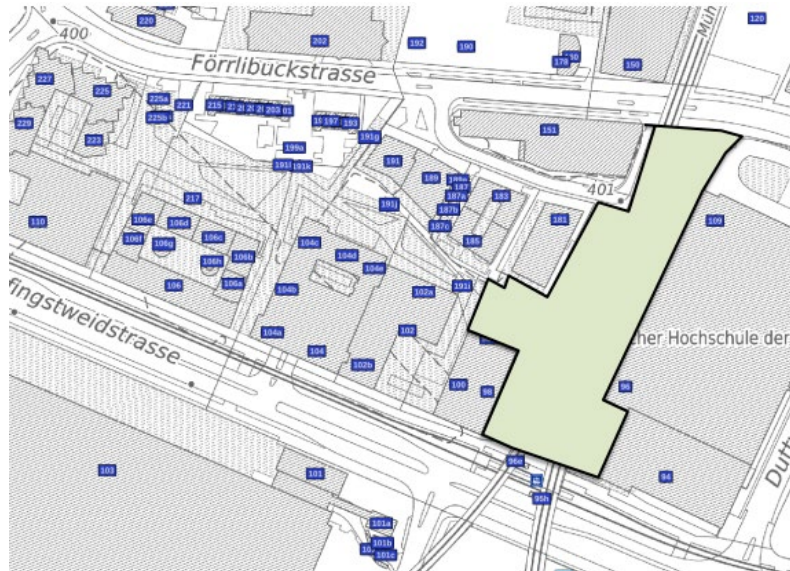 220
400
202
192
190
120
178
150
Förrlibuckstrasse
227
225
225a
221
225b
215
203
197
193
151
229
223
199a
191g
191k
191
189
187
187a
183
401
217
191j
187b
187c
181
109
110
106e
106d
106f
106g
106c
106h
106b
106a
106
104c
104d
104e
185
191i
104b
102a
104a
102
104
102b
100
98
96
cher Hochschule der
fingstweidstrasse
103
101
96e
95h
94
101a
101b
101c
Dutt
Müh